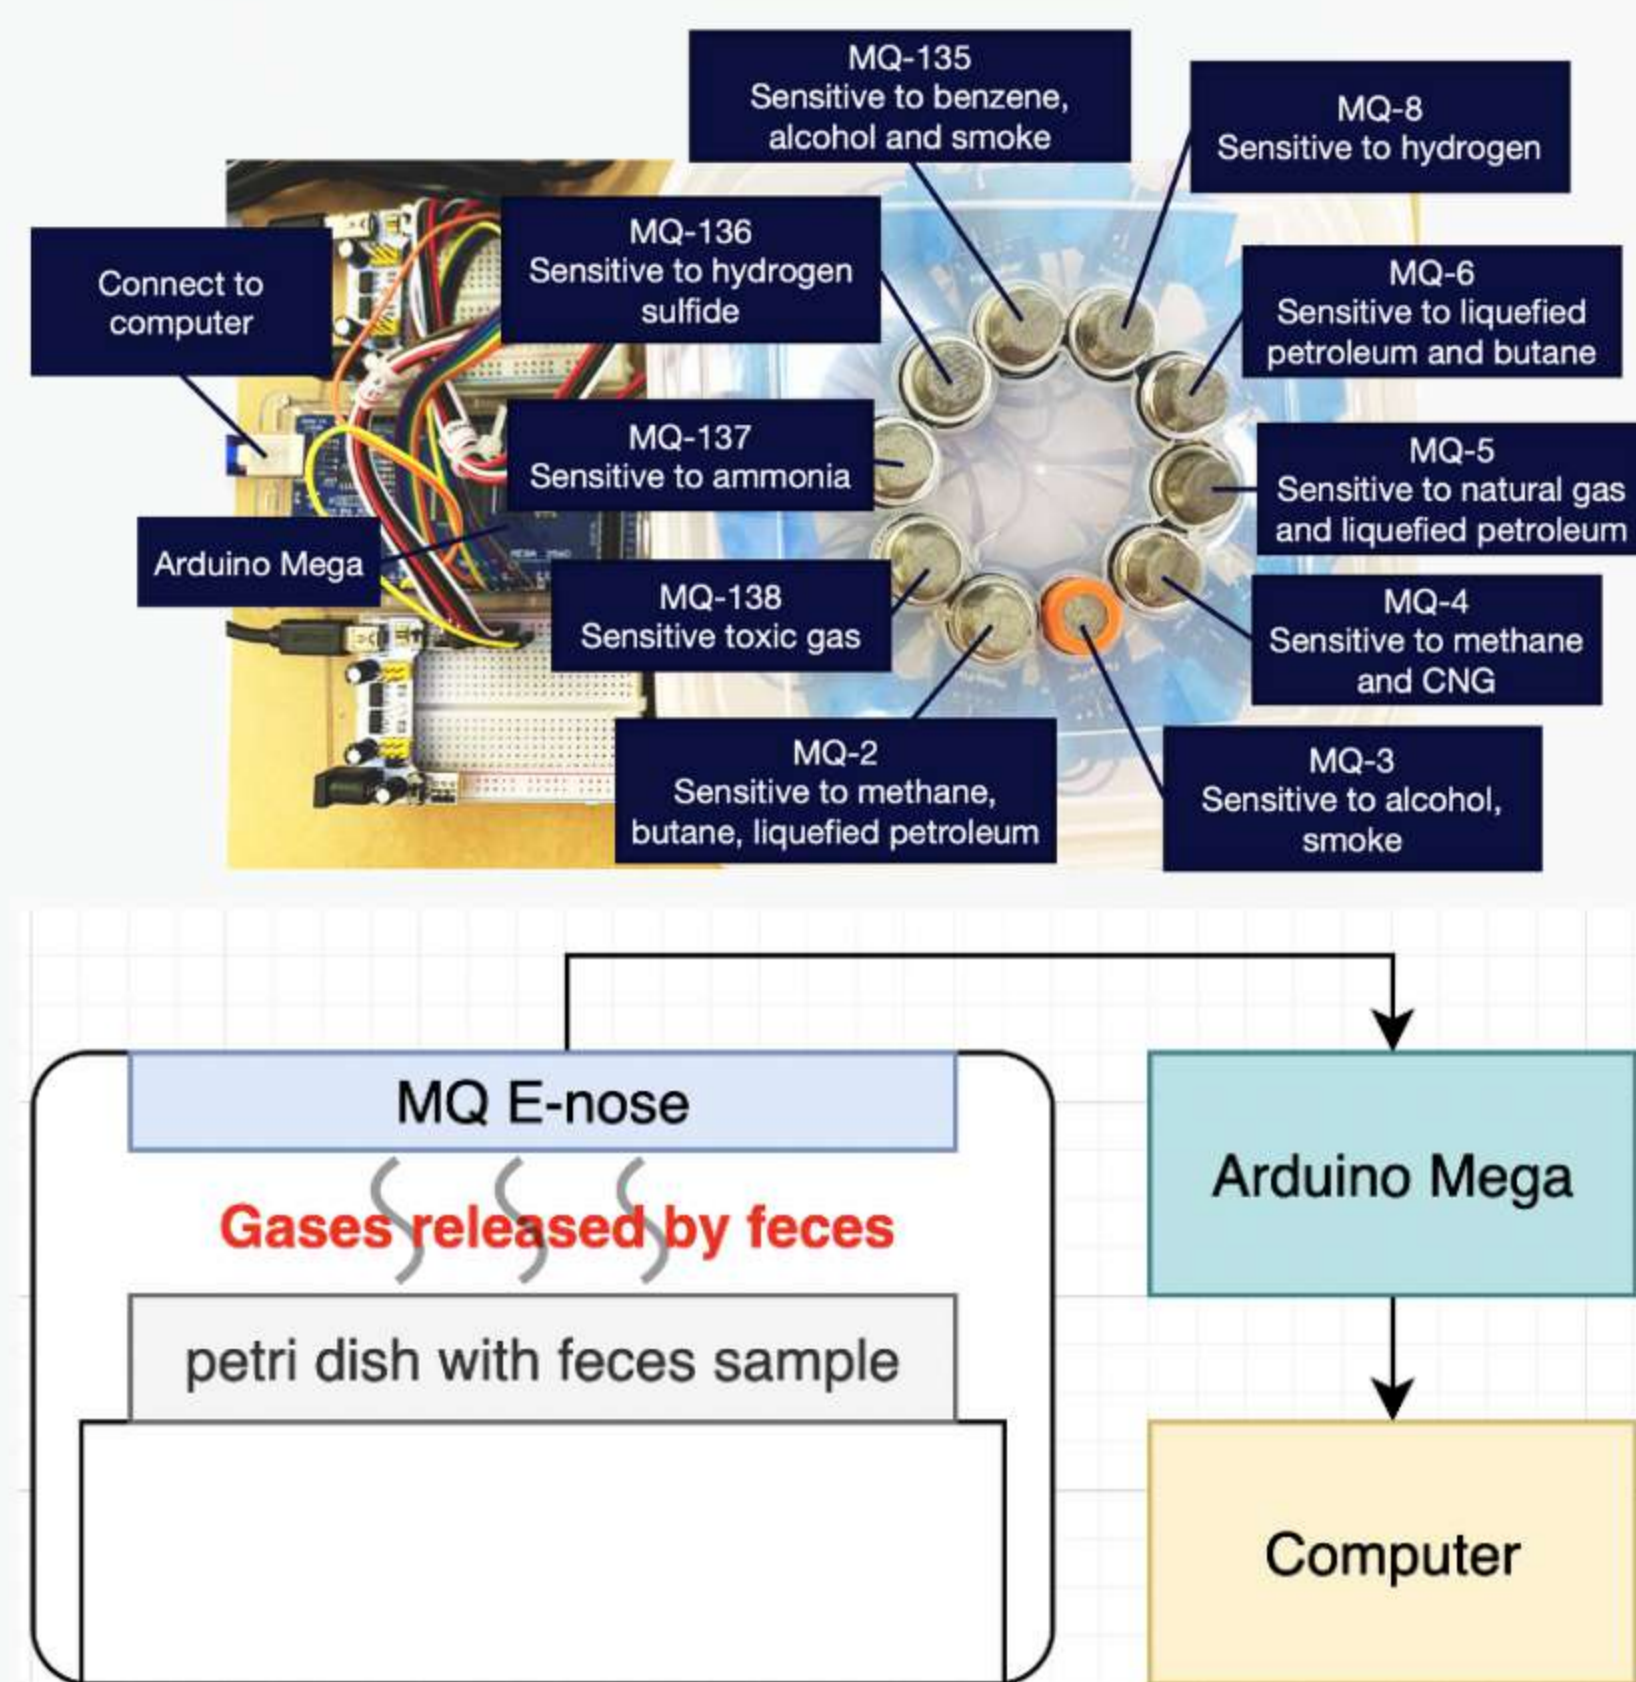 MQ-135
Sensitive to benzene,
alcohol and smoke
MQ-8
Sensitive to hydrogen
MQ-136
Sensitive to hydrogen
sulfide
Connect to
computer
MQ-6
Sensitive to liquefied
petroleum and butane
MQ-137
Sensitive to ammonia
MQ-5
Sensitive to natural gas
and liquefied petroleum
Arduino Mega
MQ-138
Sensitive toxic gas
MQ-4
Sensitive to methane
and CNG
MQ-2
Sensitive to methane,
butane, liquefied petroleum
MQ-3
Sensitive to alcohol,
smoke
MQ E-nose
Gases released by feces
petri dish with feces sample
Arduino Mega
Computer